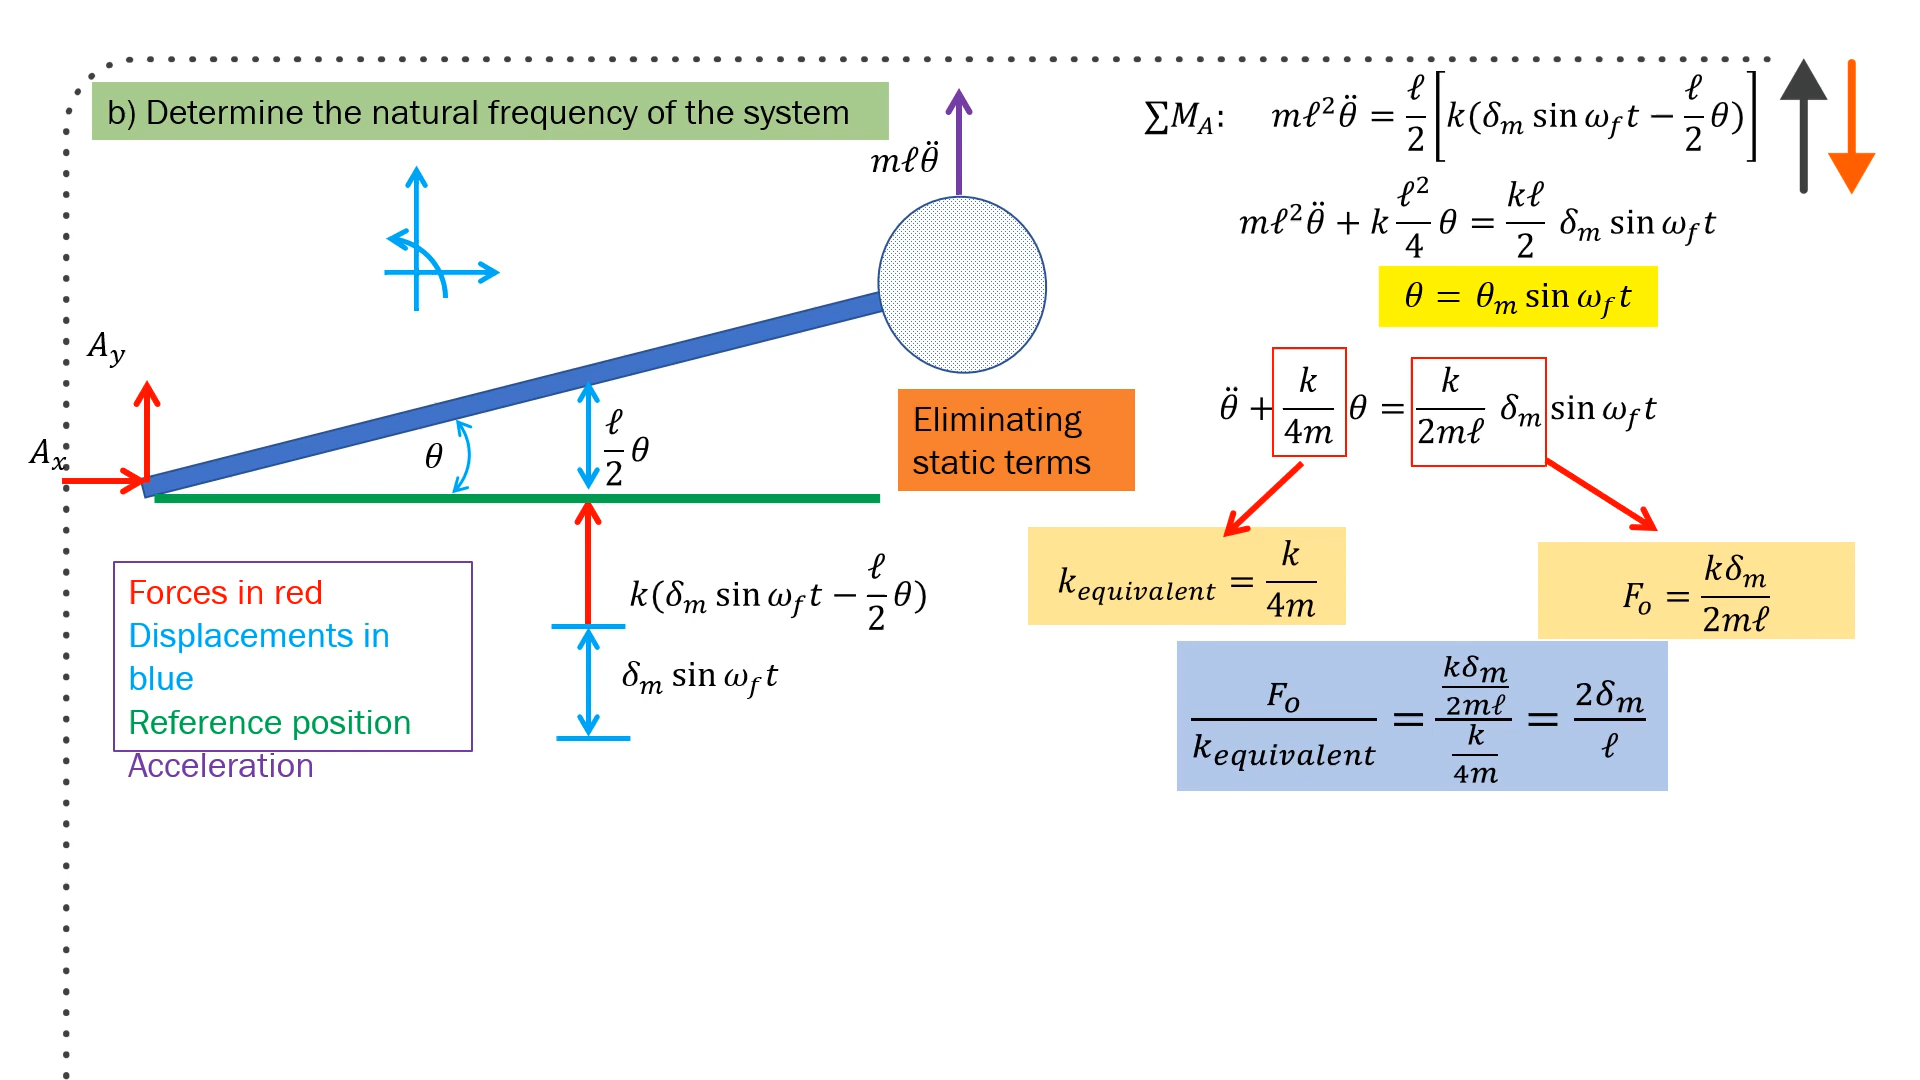 b) Determine the natural frequency of the system
mℓθ̈
A_y
A_x
θ
ℓ/2 θ
Eliminating
static terms
k(δ_m sin ω_f t − ℓ/2 θ)
δ_m sin ω_f t
Forces in red
Displacements in
blue
Reference position
Acceleration
∑M_A: mℓ²θ̈ = ℓ/2 [k(δ_m sin ω_f t − ℓ/2 θ)]
mℓ²θ̈ + k ℓ²/4 θ = kℓ/2 δ_m sin ω_f t
θ = θ_m sin ω_f t
θ̈ + k/4m θ = k/2mℓ δ_m sin ω_f t
k_equivalent = k/4m
F_o = kδ_m/2mℓ
F_o/k_equivalent = (kδ_m/2mℓ)/(k/4m) = 2δ_m/ℓ